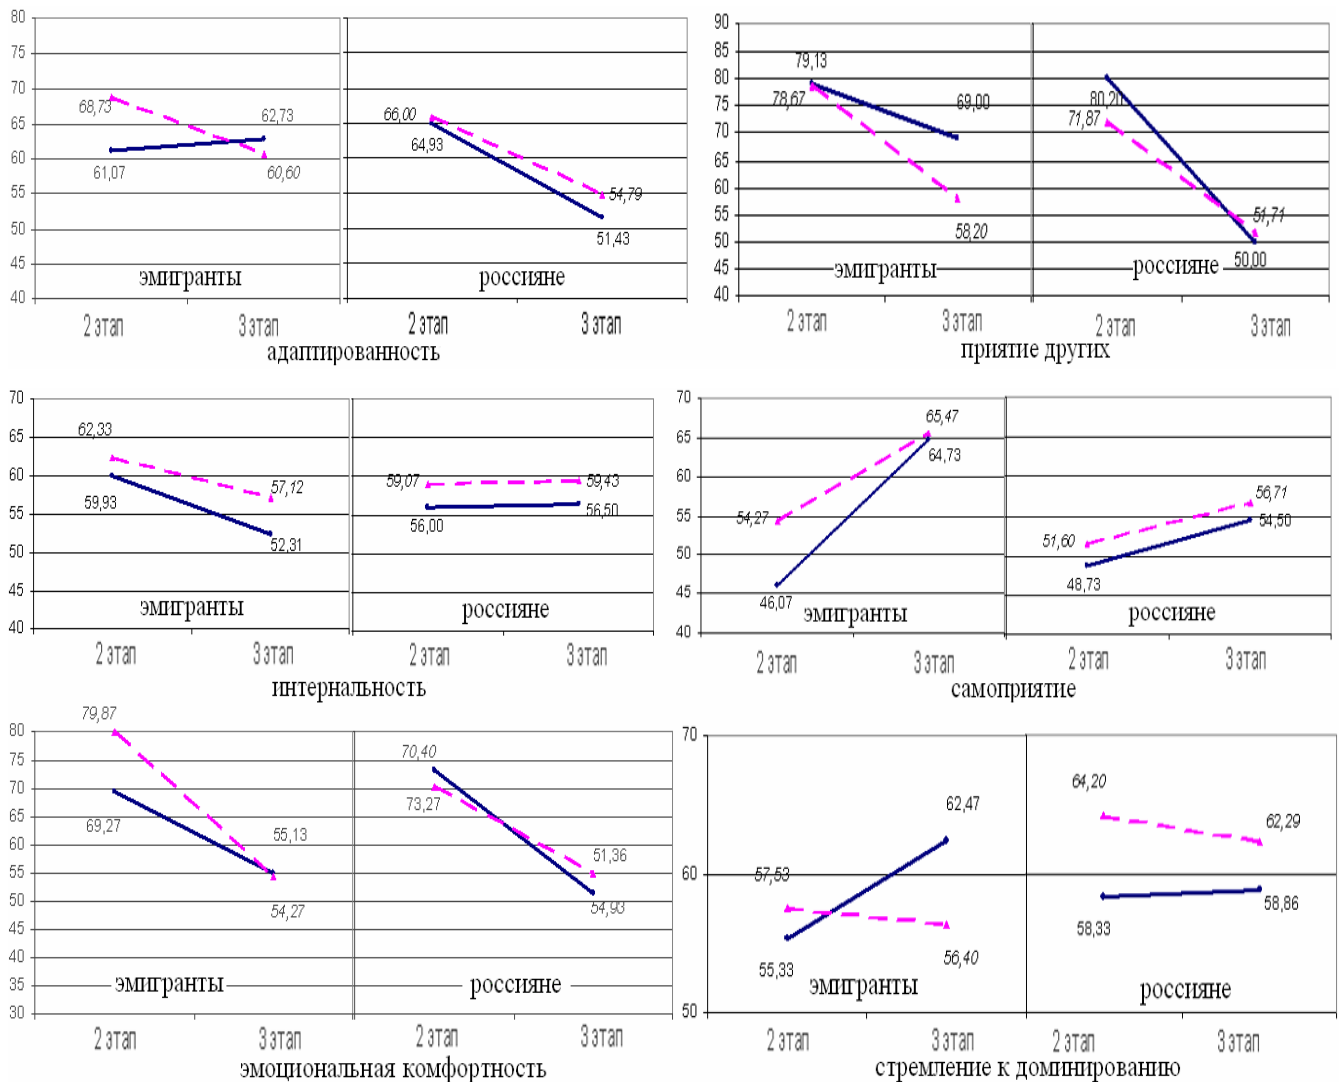 80
75
70
65
60
55
50
45
40
68,73
61,07
62,73
60,60
66,00
64,93
54,79
51,43
эмигранты
россияне
2 этап
3 этап
2 этап
3 этап
адаптированность
90
85
80
75
70
65
60
55
50
45
40
79,13
78,67
69,00
58,20
80,20
71,87
51,71
50,00
эмигранты
россияне
2 этап
3 этап
2 этап
3 этап
приятие других
70
65
60
55
50
45
40
62,33
59,93
57,12
52,31
59,07
56,00
59,43
56,50
эмигранты
россияне
2 этап
3 этап
2 этап
3 этап
интернальность
70
65
60
55
50
45
40
54,27
46,07
65,47
64,73
51,60
48,73
56,71
54,50
эмигранты
россияне
2 этап
3 этап
2 этап
3 этап
самоприятие
80
75
70
65
60
55
50
45
40
35
30
79,87
69,27
55,13
54,27
70,40
73,27
51,36
54,93
эмигранты
россияне
2 этап
3 этап
2 этап
3 этап
эмоциональная комфортность
70
60
50
57,53
55,33
62,47
56,40
64,20
58,33
62,29
58,86
эмигранты
россияне
2 этап
3 этап
2 этап
3 этап
стремление к доминированию